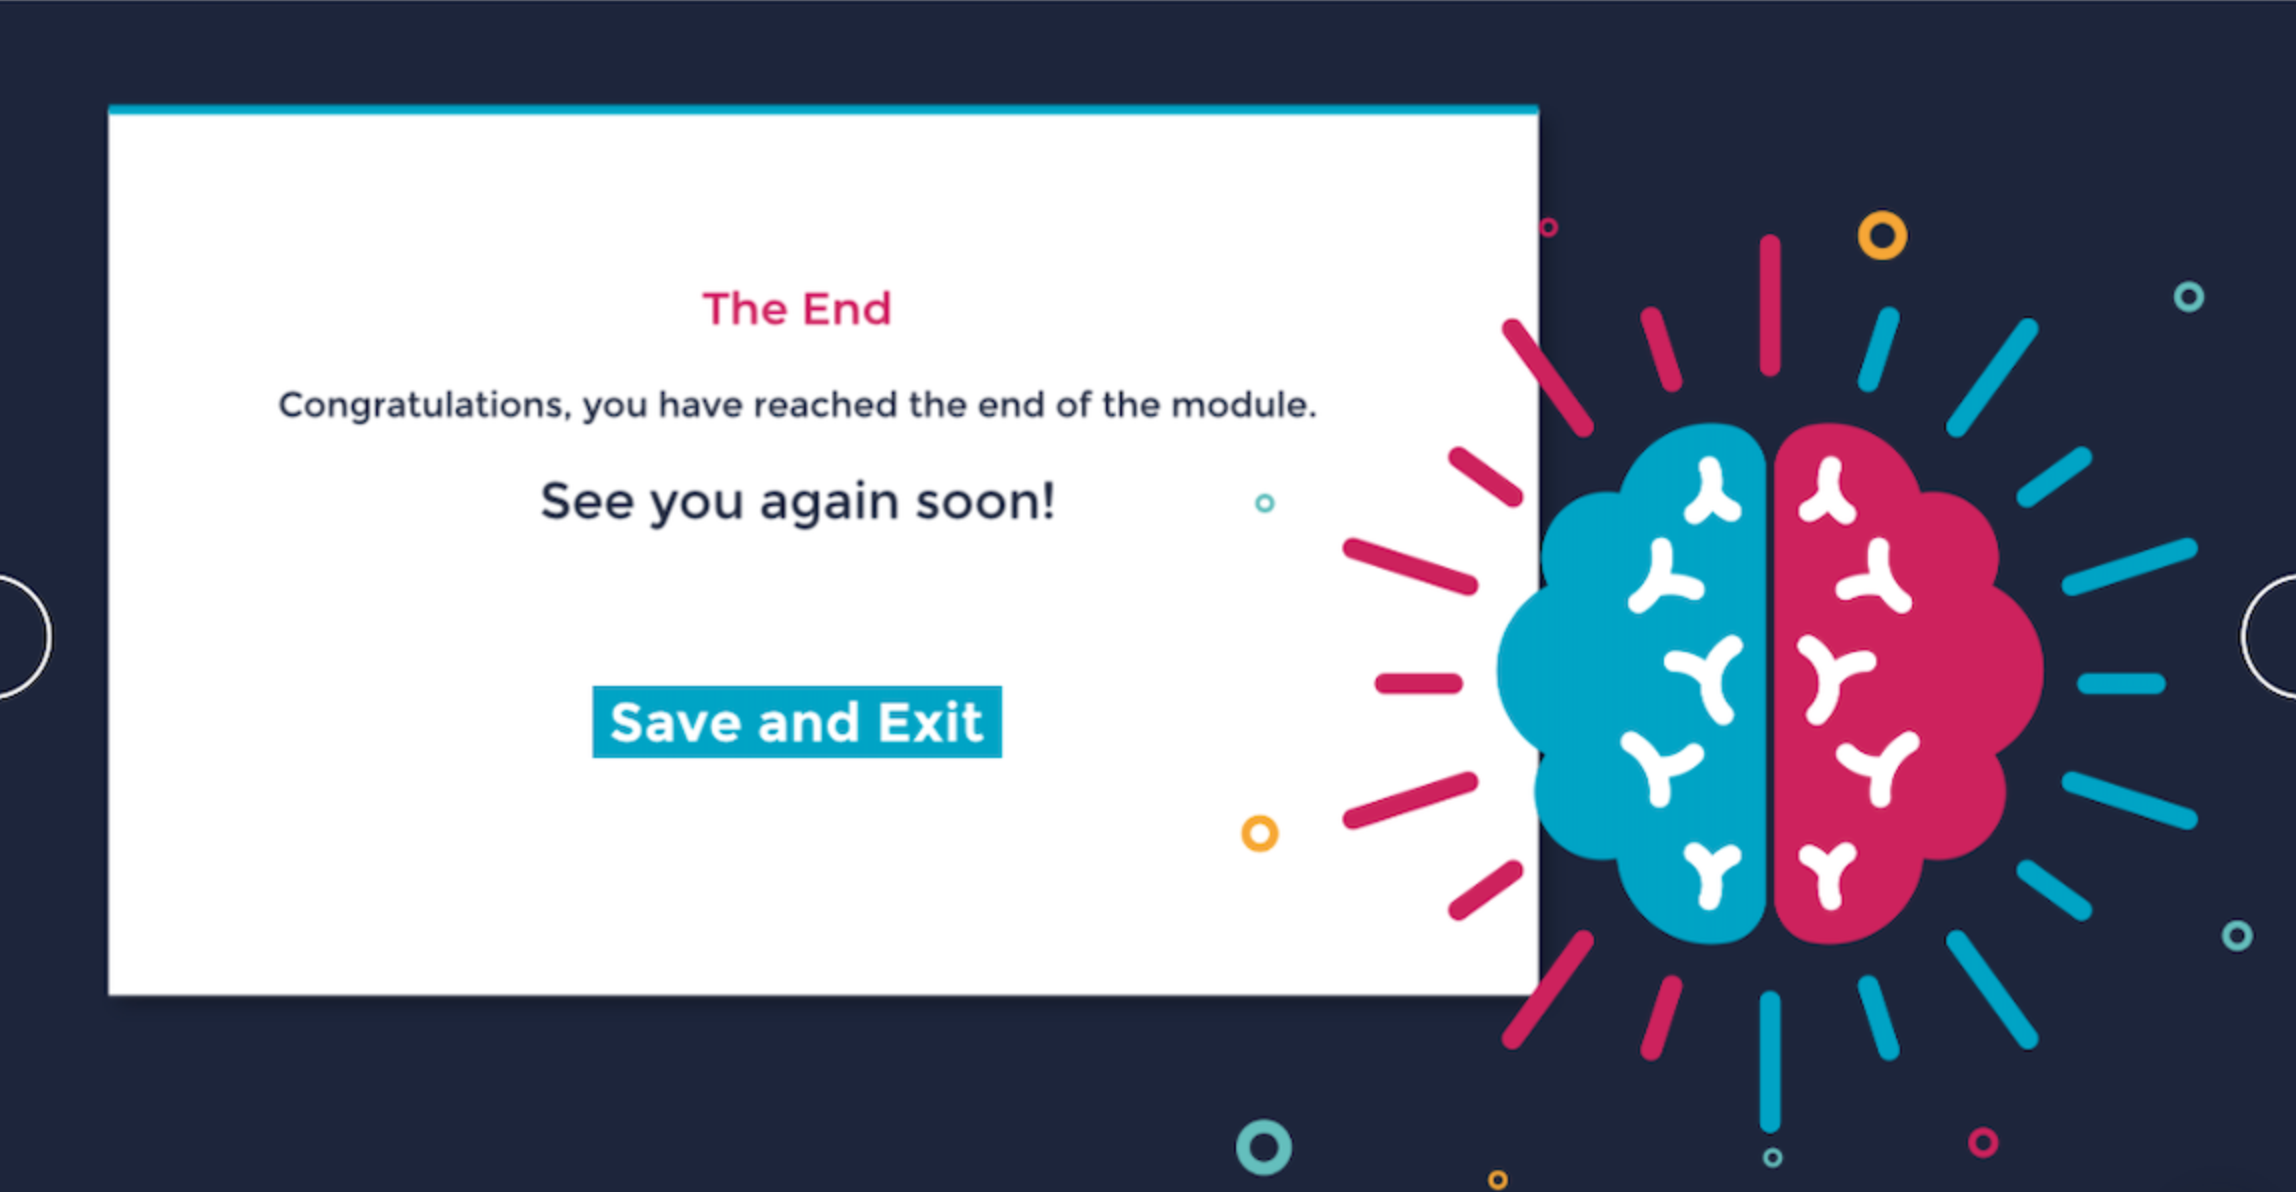 The End
Congratulations, you have reached the end of the module.
See you again soon!
Save and Exit